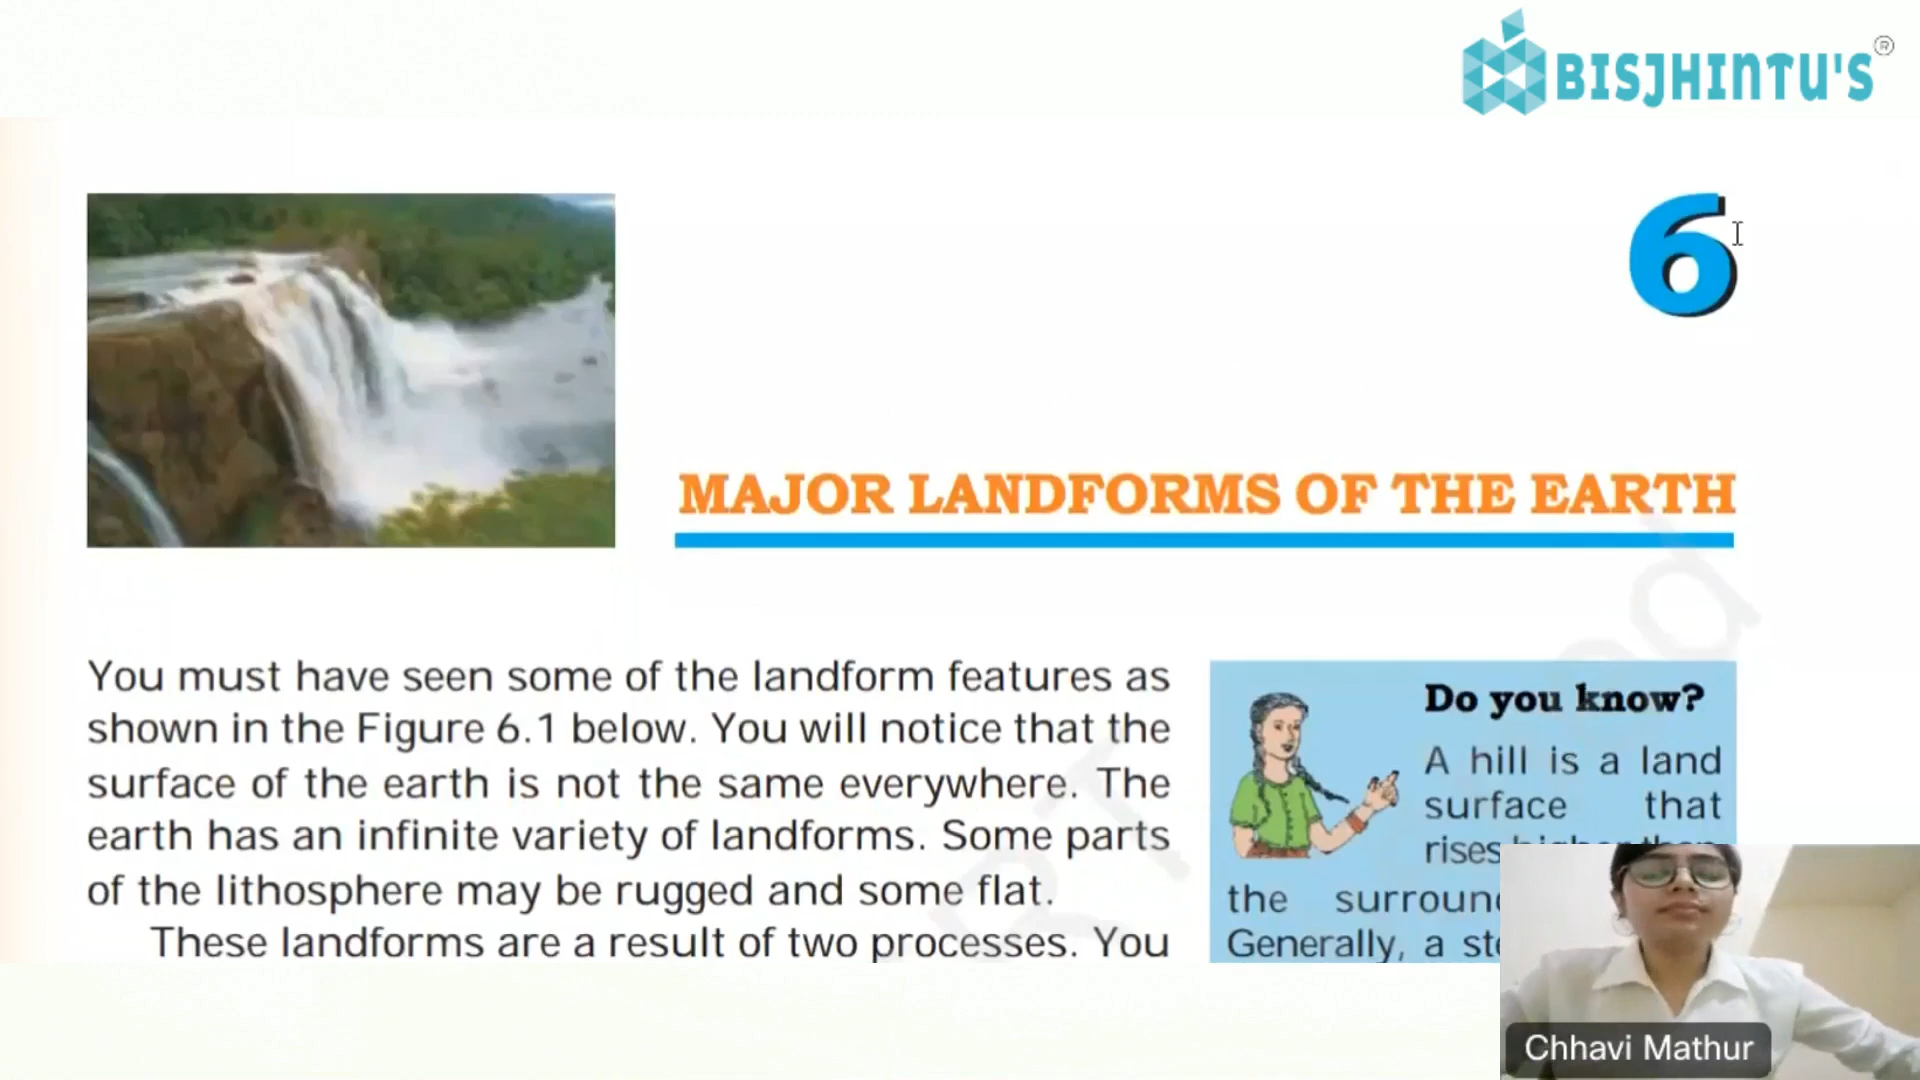 BISJHINTU'S®
6
MAJOR LANDFORMS OF THE EARTH
You must have seen some of the landform features as
shown in the Figure 6.1 below. You will notice that the
surface of the earth is not the same everywhere. The
earth has an infinite variety of landforms. Some parts
of the lithosphere may be rugged and some flat.
These landforms are a result of two processes. You
Do you know?
A hill is a land
surface that
rises higher than
the
Generally, a
Chhavi Mathur